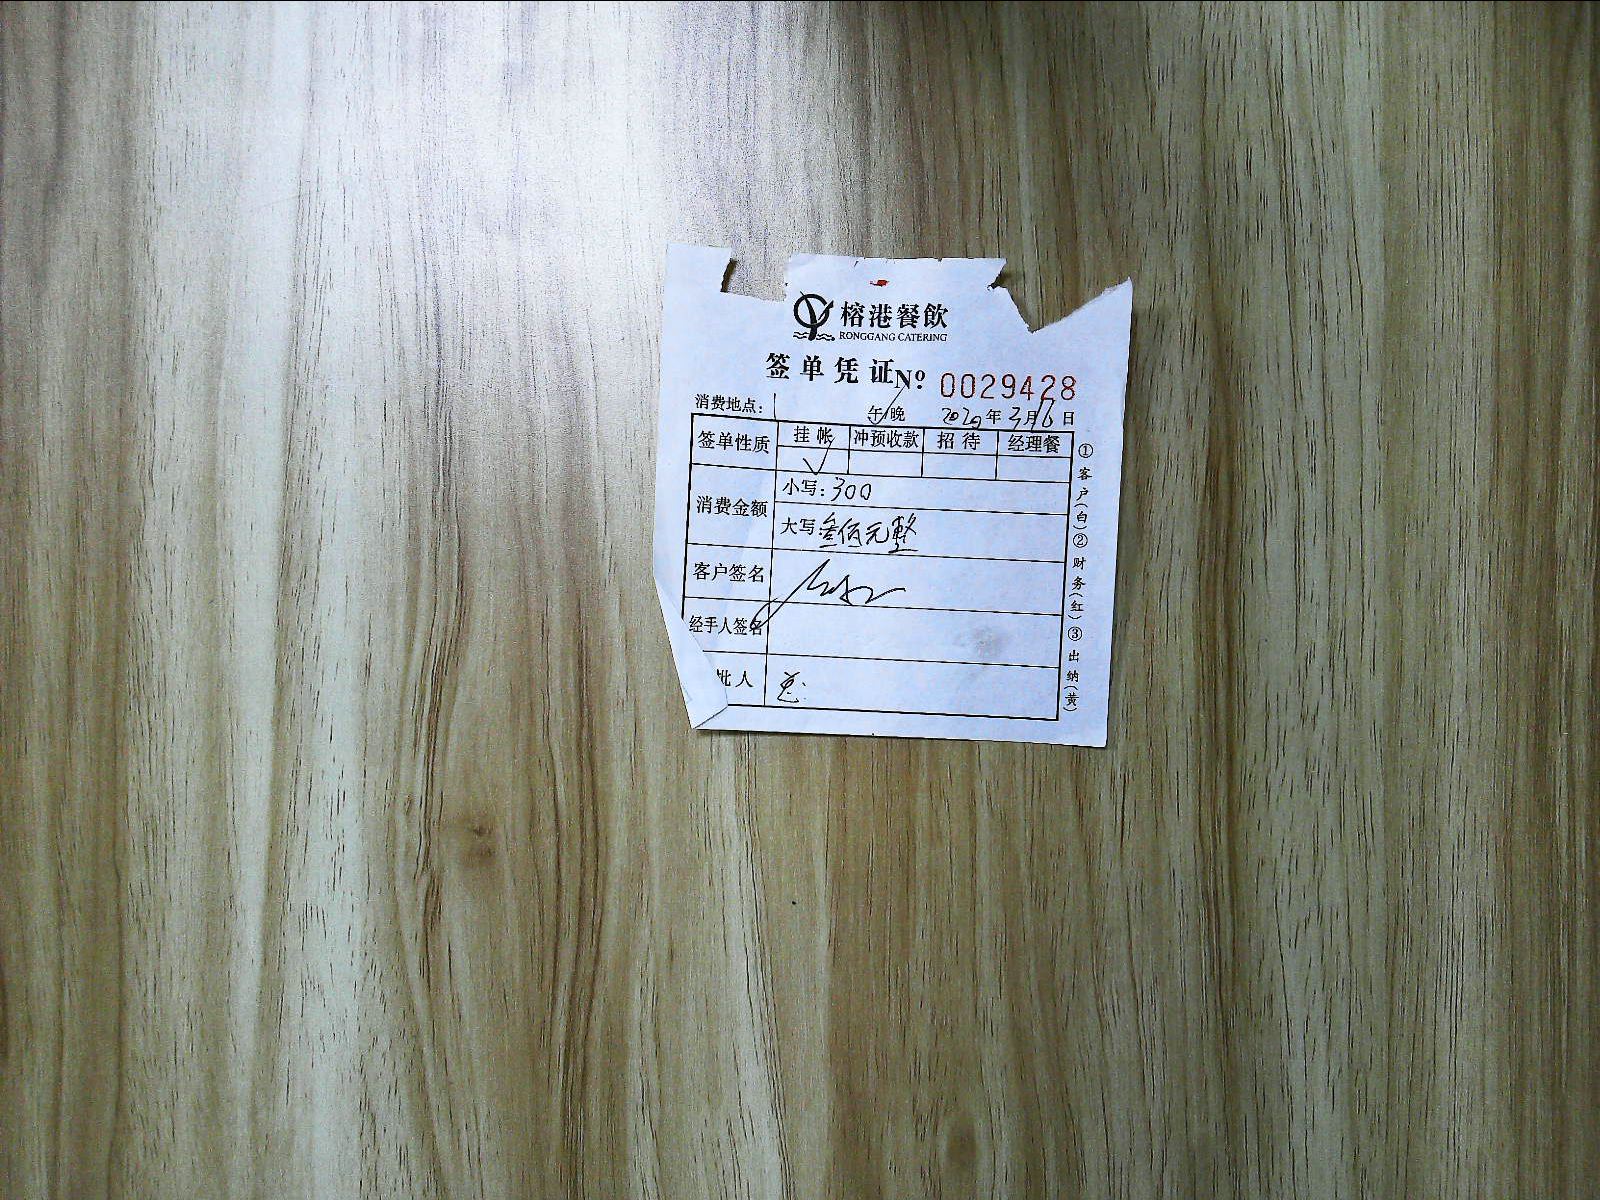 榕港餐飲
RONGGANG CATERING
签单凭证 Nº 0029428
消费地点: 午/晚 2020年3月16日
签单性质 挂帐 冲预收款 招待 经理餐
✓
消费金额 小写:300
大写:叁佰元整
客户签名
经手人签名
批人
①客户(白)②财务(红)③出纳(黄)